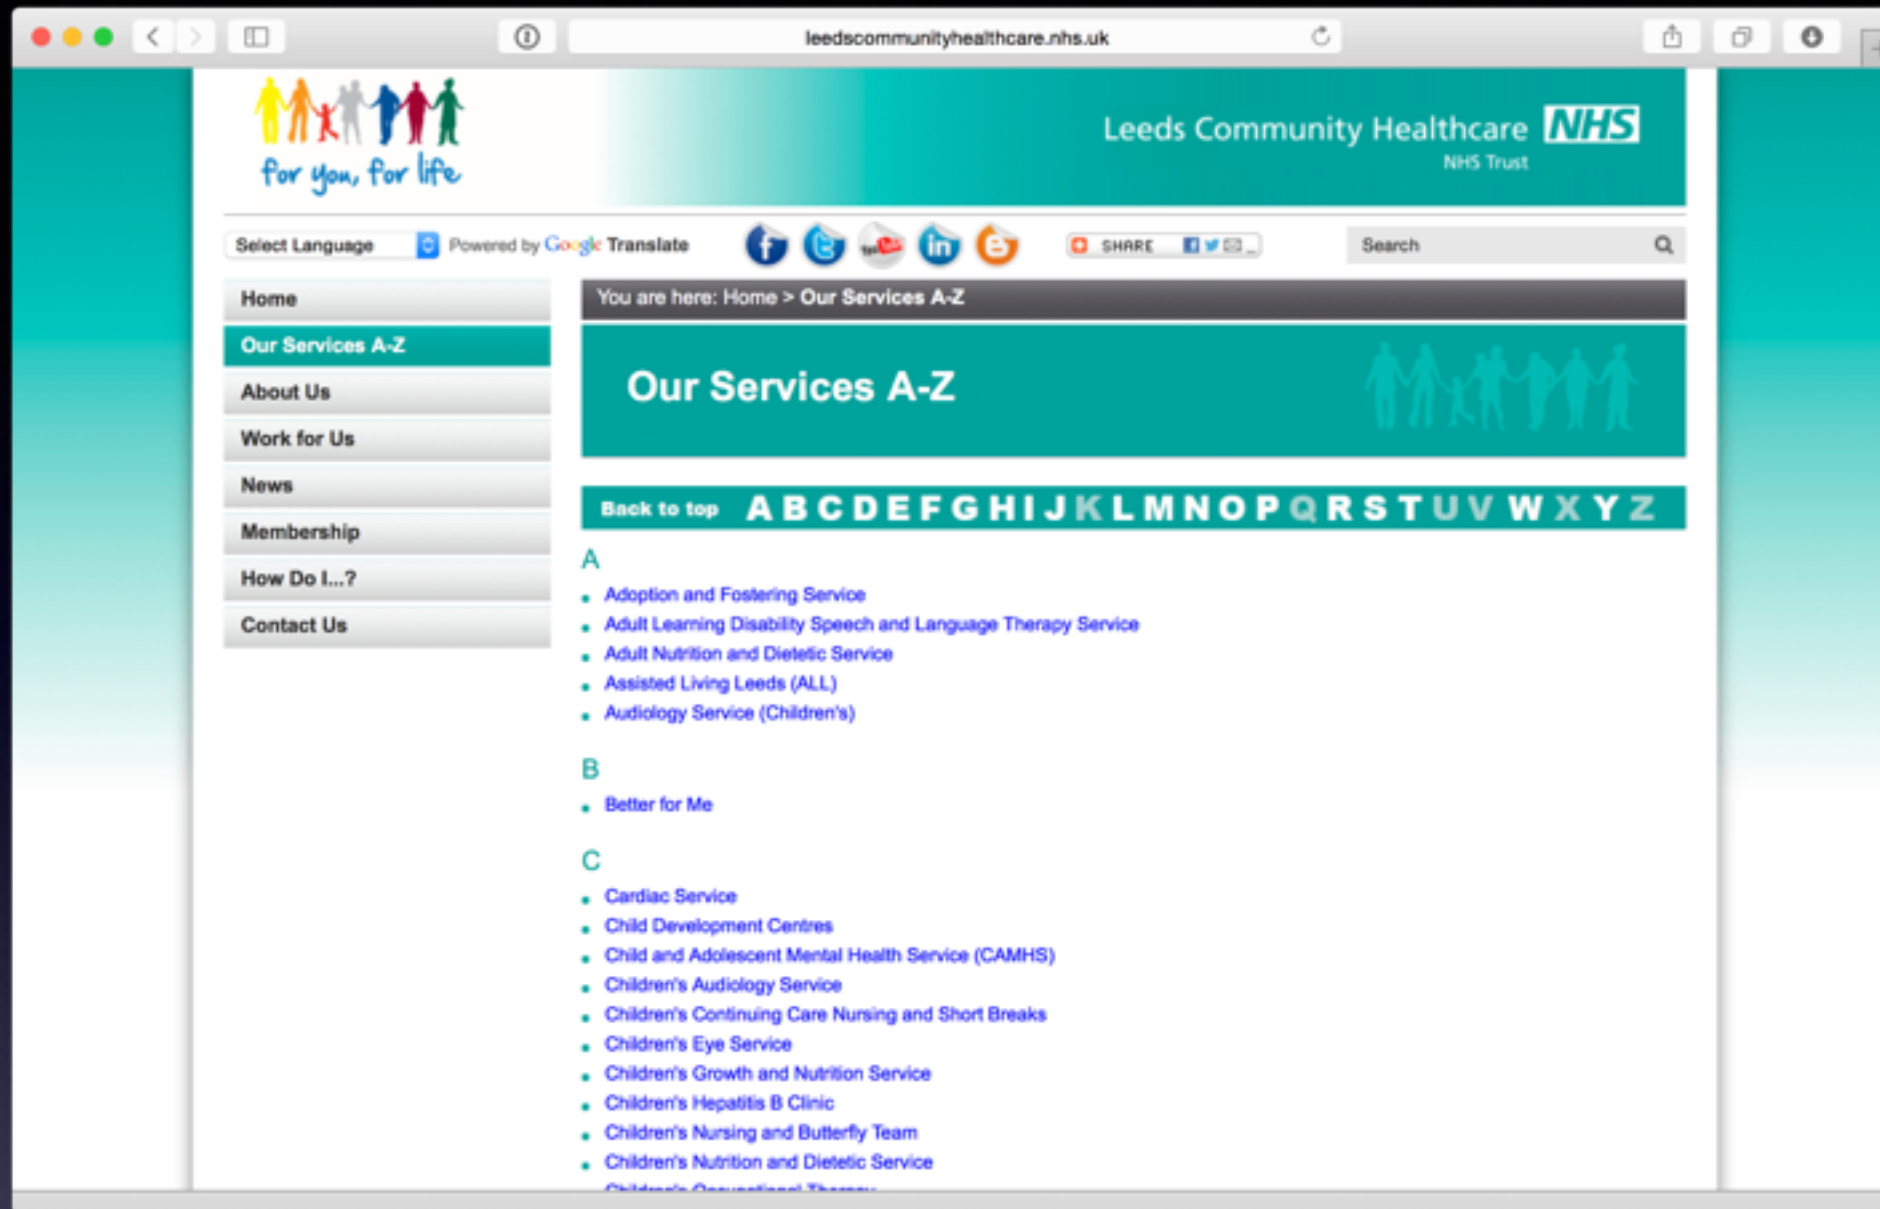 leedscommunityhealthcare.nhs.uk
for you, for life
Leeds Community Healthcare NHS
NHS Trust
Select Language Powered by Google Translate SHARE Search
Home
Our Services A-Z
About Us
Work for Us
News
Membership
How Do I...?
Contact Us
You are here: Home > Our Services A-Z
Our Services A-Z
Back to top A B C D E F G H I J K L M N O P Q R S T U V W X Y Z
A
Adoption and Fostering Service
Adult Learning Disability Speech and Language Therapy Service
Adult Nutrition and Dietetic Service
Assisted Living Leeds (ALL)
Audiology Service (Children's)
B
Better for Me
C
Cardiac Service
Child Development Centres
Child and Adolescent Mental Health Service (CAMHS)
Children's Audiology Service
Children's Continuing Care Nursing and Short Breaks
Children's Eye Service
Children's Growth and Nutrition Service
Children's Hepatitis B Clinic
Children's Nursing and Butterfly Team
Children's Nutrition and Dietetic Service
Children's Occupational Therapy